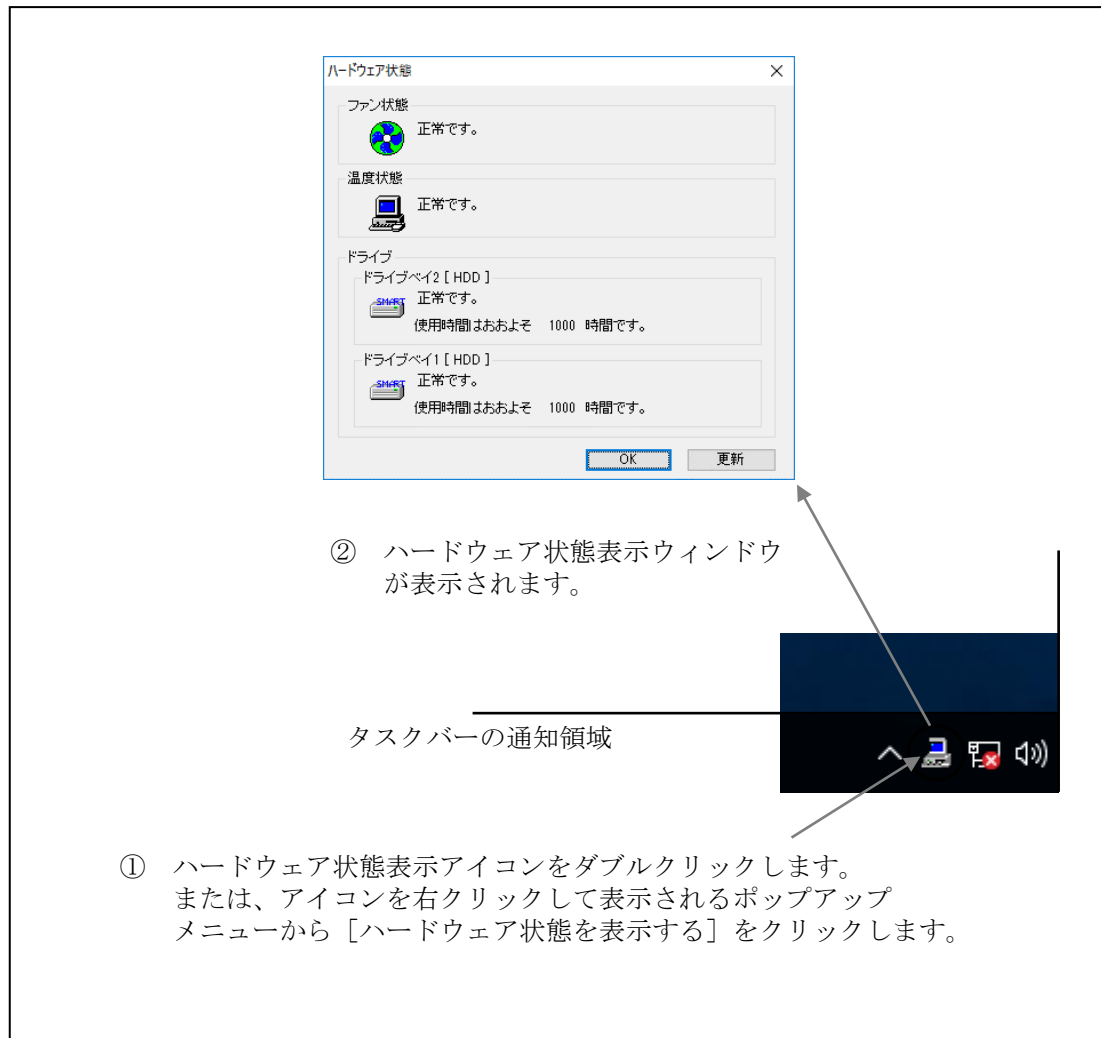 ハードウェア状態
ファン状態
正常です。
温度状態
正常です。
ドライブ
ドライブベイ2 [ HDD ]
SMART
正常です。
使用時間はおおよそ 1000 時間です。
ドライブベイ1 [ HDD ]
SMART
正常です。
使用時間はおおよそ 1000 時間です。
OK 更新
② ハードウェア状態表示ウィンドウ
が表示されます。
タスクバーの通知領域
① ハードウェア状態表示アイコンをダブルクリックします。
または、アイコンを右クリックして表示されるポップアップ
メニューから［ハードウェア状態を表示する］をクリックします。